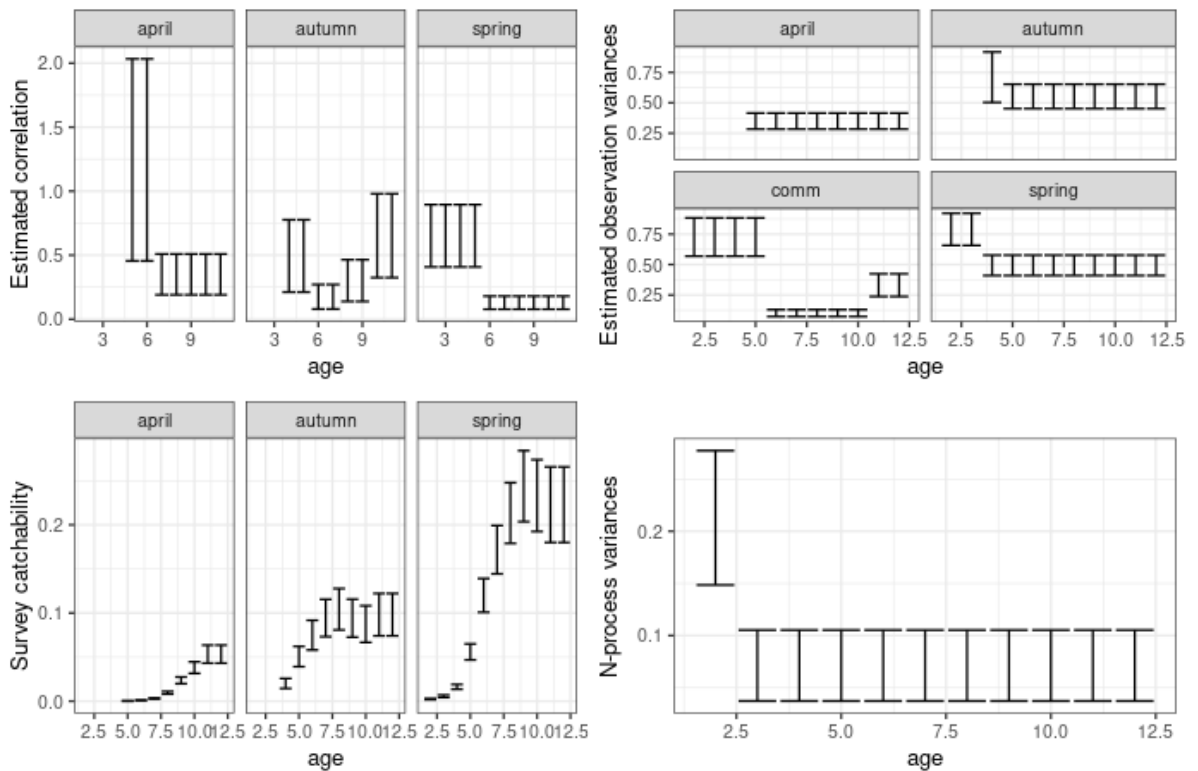 april autumn spring
Estimated correlation
2.0
1.5
1.0
0.5
0.0
3 6 9 3 6 9 3 6 9
age
april autumn
comm spring
Estimated observation variances
0.75
0.50
0.25
0.75
0.50
0.25
2.5 5.0 7.5 10.0 12.5 2.5 5.0 7.5 10.0 12.5
age
april autumn spring
Survey catchability
0.2
0.1
0.0
2.5 5.0 7.5 10.0 12.5 2.5 5.0 7.5 10.0 12.5 2.5 5.0 7.5 10.0 12.5
age
N-process variances
0.2
0.1
2.5 5.0 7.5 10.0 12.5
age